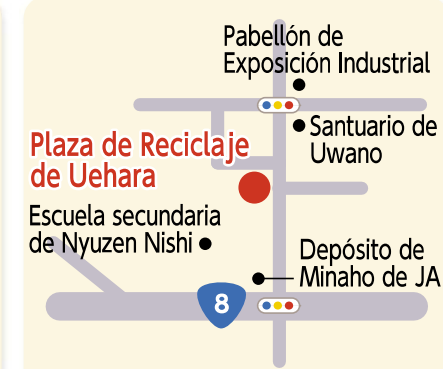 Pabellón de
Exposición Industrial
Santuario de
Uwano
Plaza de Reciclaje
de Uehara
Escuela secundaria
de Nyuzen Nishi
Depósito de
Minaho de JA
8